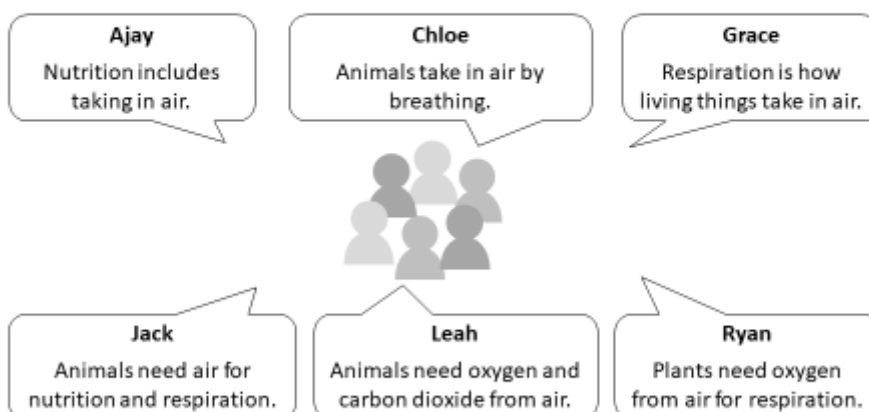 Ajay
Nutrition includes
taking in air.
Chloe
Animals take in air by
breathing.
Grace
Respiration is how
living things take in air.
Jack
Animals need air for
nutrition and respiration.
Leah
Animals need oxygen and
carbon dioxide from air.
Ryan
Plants need oxygen
from air for respiration.